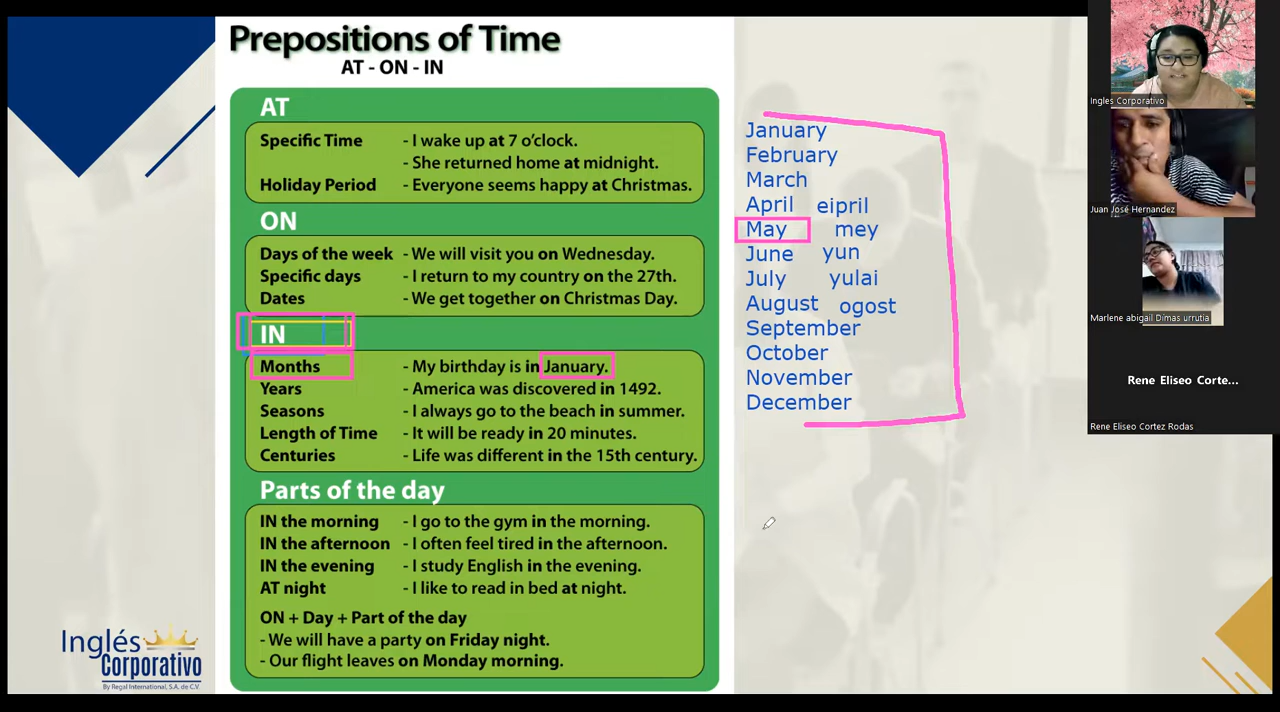 Prepositions of Time
AT - ON - IN
AT
Specific Time - I wake up at 7 o'clock.
- She returned home at midnight.
Holiday Period - Everyone seems happy at Christmas.
ON
Days of the week - We will visit you on Wednesday.
Specific days - I return to my country on the 27th.
Dates - We get together on Christmas Day.
IN
Months - My birthday is in January.
Years - America was discovered in 1492.
Seasons - I always go to the beach in summer.
Length of Time - It will be ready in 20 minutes.
Centuries - Life was different in the 15th century.
Parts of the day
IN the morning - I go to the gym in the morning.
IN the afternoon - I often feel tired in the afternoon.
IN the evening - I study English in the evening.
AT night - I like to read in bed at night.
ON + Day + Part of the day
- We will have a party on Friday night.
- Our flight leaves on Monday morning.
January
February
March
April eipril
May mey
June yun
July yulai
August ogost
September
October
November
December
Ingles Corporativo
Juan José Hernandez
Marlene abigail Dimas urrutia
Rene Eliseo Corte...
Rene Eliseo Cortez Rodas
Inglés
Corporativo
By Regal International, S.A. de C.V.